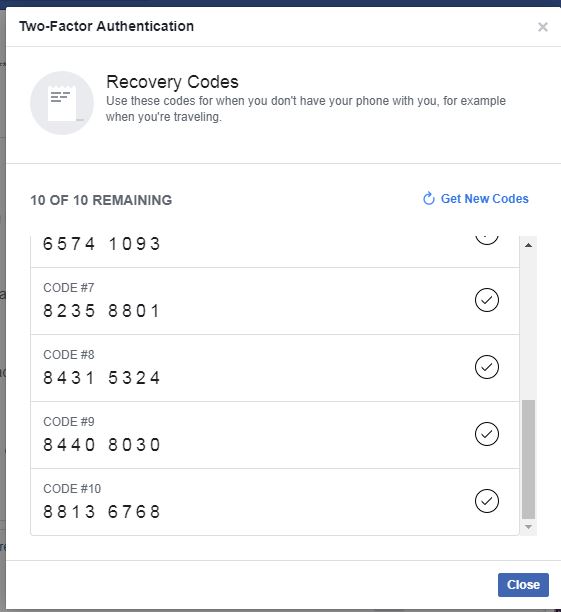 Two-Factor Authentication
Recovery Codes
Use these codes for when you don't have your phone with you, for example
when you're traveling.
10 OF 10 REMAINING
Get New Codes
6574 1093
CODE #7
8235 8801
CODE #8
8431 5324
CODE #9
8440 8030
CODE #10
8813 6768
Close